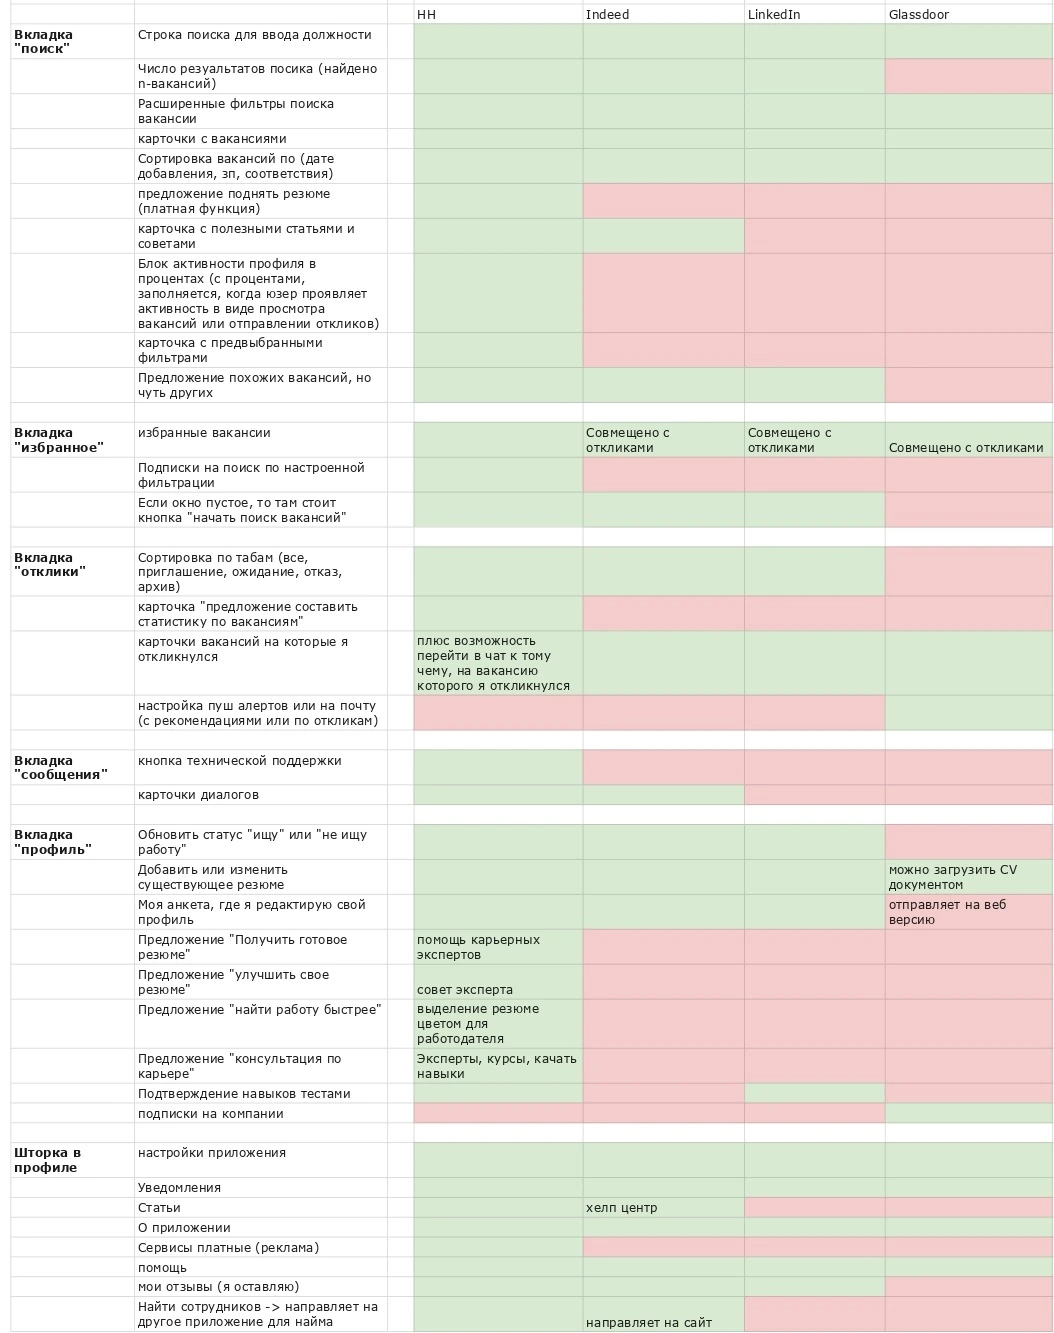 HH Indeed LinkedIn Glassdoor
Вкладка
"поиск"
Строка поиска для ввода должности
Число резуальтатов посика (найдено
n-вакансий)
Расширенные фильтры поиска
вакансии
карточки с вакансиями
Сортировка вакансий по (дате
добавления, зп, соответствия)
предложение поднять резюме
(платная функция)
карточка с полезными статьями и
советами
Блок активности профиля в
процентах (с процентами,
заполняется, когда юзер проявляет
активность в виде просмотра
вакансий или отправлении откликов)
карточка с предвыбранными
фильтрами
Предложение похожих вакансий, но
чуть других
Вкладка
"избранное"
избранные вакансии
Совмещено с
откликами
Совмещено с
откликами
Совмещено с откликами
Подписки на поиск по настроенной
фильтрации
Если окно пустое, то там стоит
кнопка "начать поиск вакансий"
Вкладка
"отклики"
Сортировка по табам (все,
приглашение, ожидание, отказ,
архив)
карточка "предложение составить
статистику по вакансиям"
карточки вакансий на которые я
откликнулся
плюс возможность
перейти в чат к тому
чему, на вакансию
которого я откликнулся
настройка пуш алертов или на почту
(с рекомендациями или по откликам)
Вкладка
"сообщения"
кнопка технической поддержки
карточки диалогов
Вкладка
"профиль"
Обновить статус "ищу" или "не ищу
работу"
Добавить или изменить
существующее резюме
можно загрузить CV
документом
Моя анкета, где я редактирую свой
профиль
отправляет на веб
версию
Предложение "Получить готовое
резюме"
помощь карьерных
экспертов
Предложение "улучшить свое
резюме"
совет эксперта
Предложение "найти работу быстрее"
выделение резюме
цветом для
работодателя
Предложение "консультация по
карьере"
Эксперты, курсы, качать
навыки
Подтверждение навыков тестами
подписки на компании
Шторка в
профиле
настройки приложения
Уведомления
Статьи
хелп центр
О приложении
Сервисы платные (реклама)
помощь
мои отзывы (я оставляю)
Найти сотрудников -> направляет на
другое приложение для найма
направляет на сайт